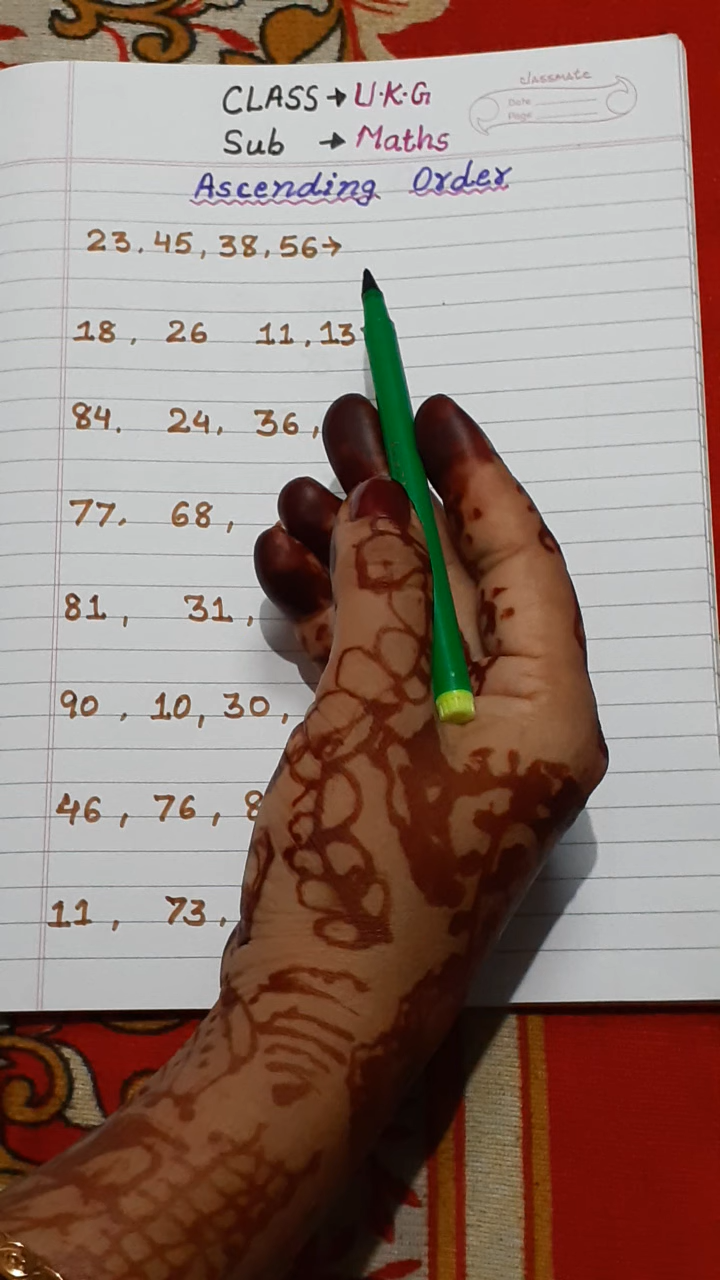 classmate
Date
Page
CLASS → U.K.G
Sub → Maths
Ascending Order
23. 45, 38, 56→
18, 26 11, 13
84. 24, 36,
77. 68,
81, 31,
90, 10, 30,
46, 76, 8
11, 73,